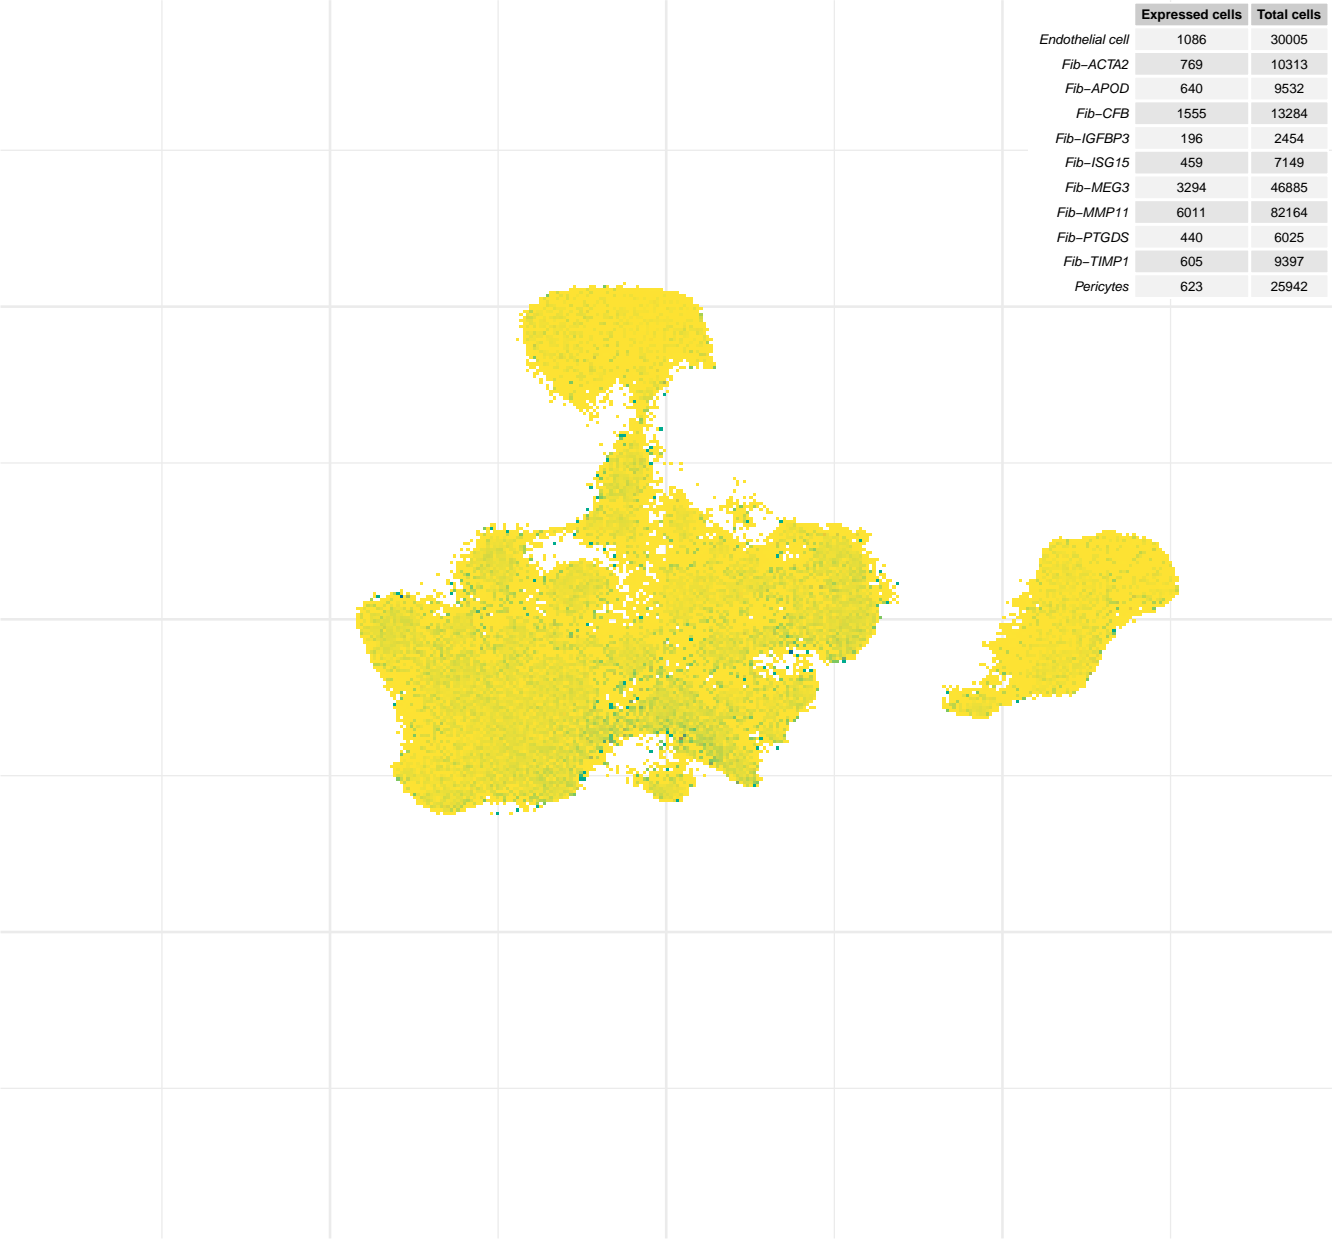 Expressed cells Total cells
Endothelial cell 1086 30005
Fib−ACTA2 769 10313
Fib−APOD 640 9532
Fib−CFB 1555 13284
Fib−IGFBP3 196 2454
Fib−ISG15 459 7149
Fib−MEG3 3294 46885
Fib−MMP11 6011 82164
Fib−PTGDS 440 6025
Fib−TIMP1 605 9397
Pericytes 623 25942